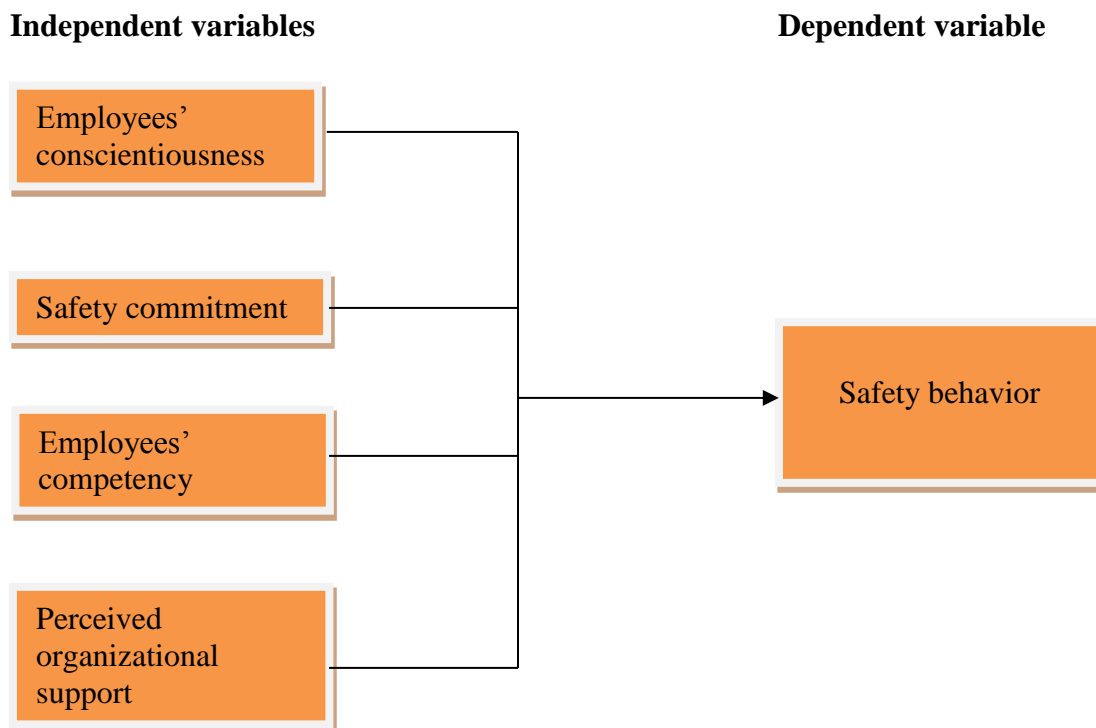 Independent variables
Dependent variable
Employees’
conscientiousness
Safety commitment
Employees’
competency
Perceived
organizational
support
Safety behavior